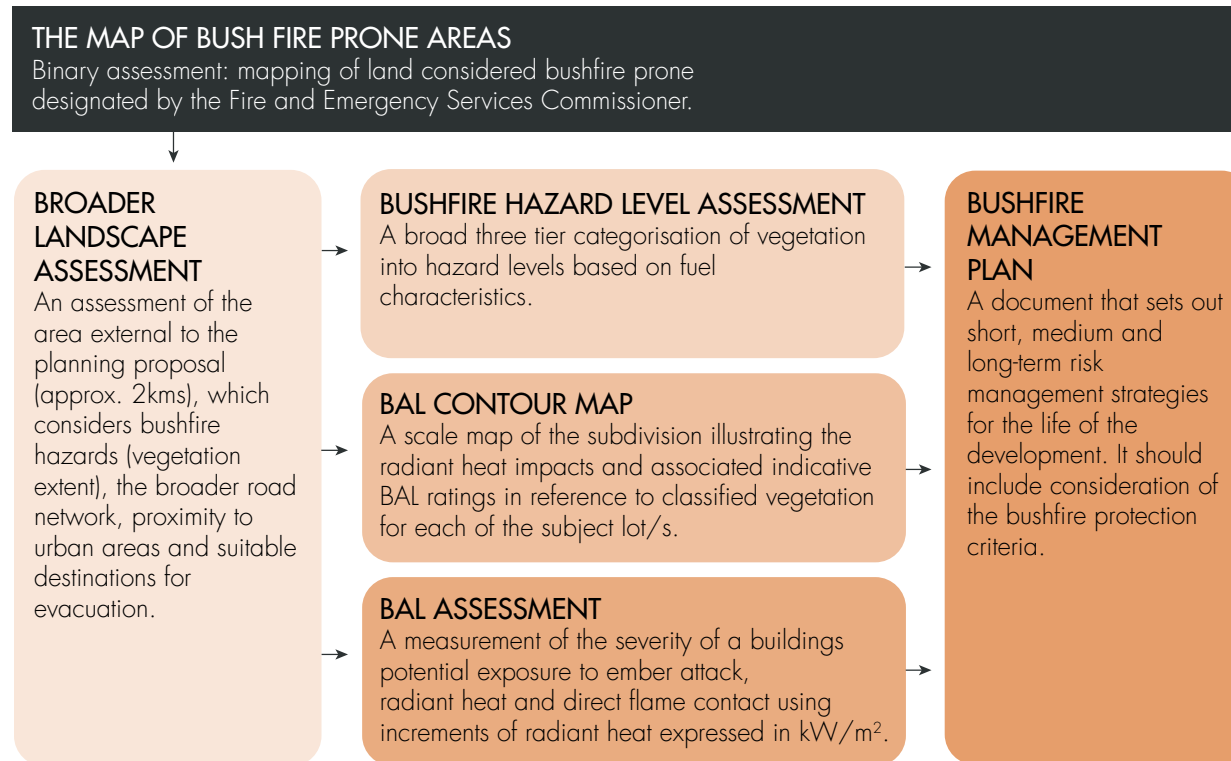 THE MAP OF BUSH FIRE PRONE AREAS
Binary assessment: mapping of land considered bushfire prone
designated by the Fire and Emergency Services Commissioner.
BROADER
LANDSCAPE
ASSESSMENT
An assessment of the
area external to the
planning proposal
(approx. 2kms), which
considers bushfire
hazards (vegetation
extent), the broader road
network, proximity to
urban areas and suitable
destinations for
evacuation.
BUSHFIRE HAZARD LEVEL ASSESSMENT
A broad three tier categorisation of vegetation
into hazard levels based on fuel
characteristics.
BAL CONTOUR MAP
A scale map of the subdivision illustrating the
radiant heat impacts and associated indicative
BAL ratings in reference to classified vegetation
for each of the subject lot/s.
BAL ASSESSMENT
A measurement of the severity of a buildings
potential exposure to ember attack,
radiant heat and direct flame contact using
increments of radiant heat expressed in kW/m².
BUSHFIRE
MANAGEMENT
PLAN
A document that sets out
short, medium and
long-term risk
management strategies
for the life of the
development. It should
include consideration of
the bushfire protection
criteria.